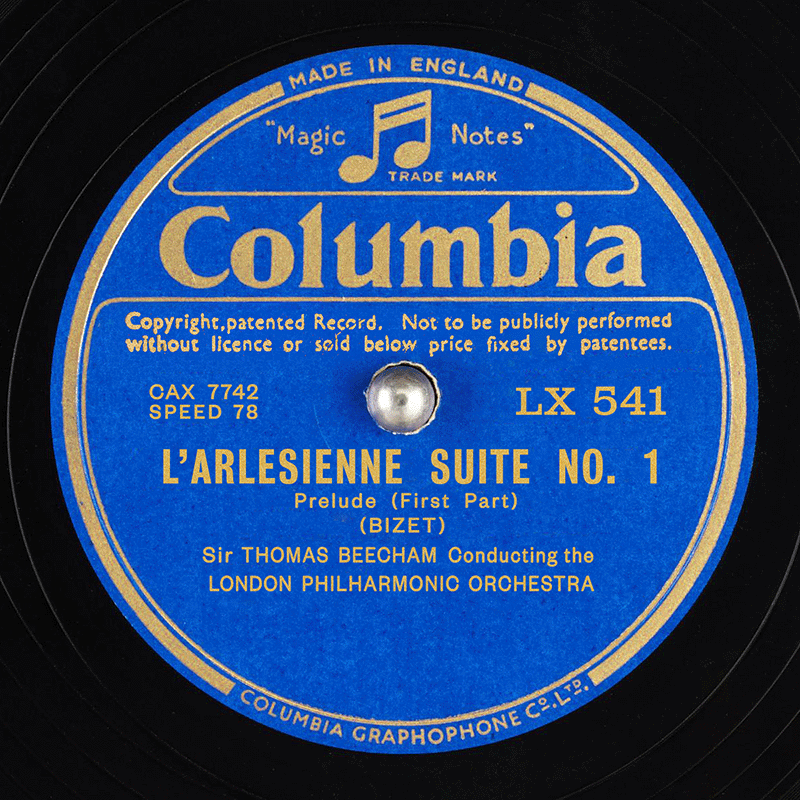 MADE IN ENGLAND
"Magic Notes"
TRADE MARK
Columbia
Copyright, patented Record. Not to be publicly performed
without licence or sold below price fixed by patentees.
CAX 7742
SPEED 78
LX 541
L'ARLESIENNE SUITE NO. 1
Prelude (First Part)
(BIZET)
Sir THOMAS BEECHAM Conducting the
LONDON PHILHARMONIC ORCHESTRA
COLUMBIA GRAPHOPHONE Co. LTD.